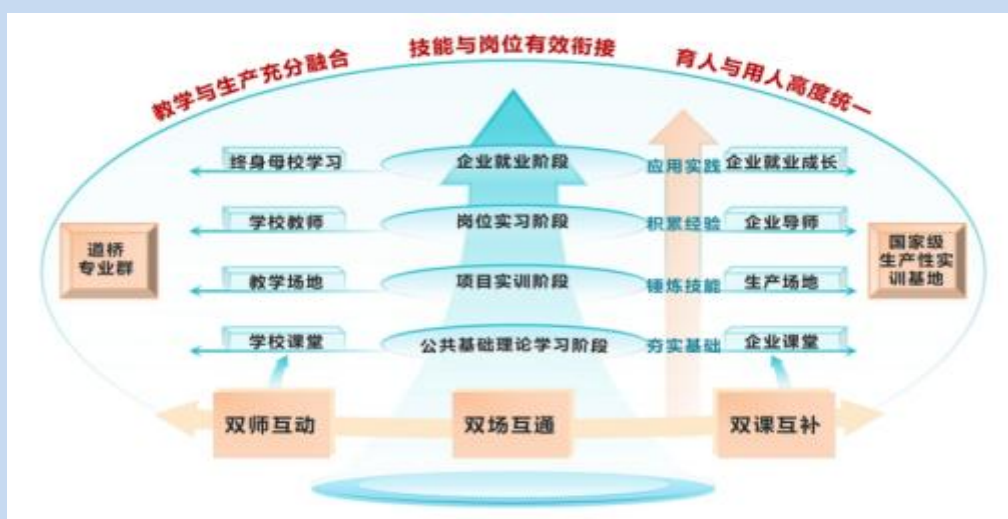 教学与生产充分融合
技能与岗位有效衔接
育人与用人高度统一
终身母校学习
企业就业阶段
应用实践
企业就业成长
学校教师
岗位实习阶段
积累经验
企业导师
道桥
专业群
国家级
生产性实
训基地
教学场地
项目实训阶段
锤炼技能
生产场地
学校课堂
公共基础理论学习阶段
夯实基础
企业课堂
双师互动
双场互通
双课互补